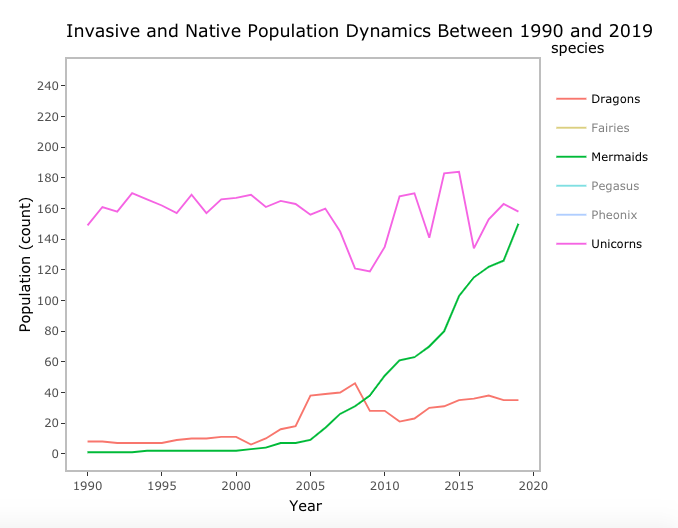 Invasive and Native Population Dynamics Between 1990 and 2019
species
240
220
200
180
160
140
120
100
80
60
40
20
0
Population (count)
1990 1995 2000 2005 2010 2015 2020
Year
Dragons
Fairies
Mermaids
Pegasus
Pheonix
Unicorns